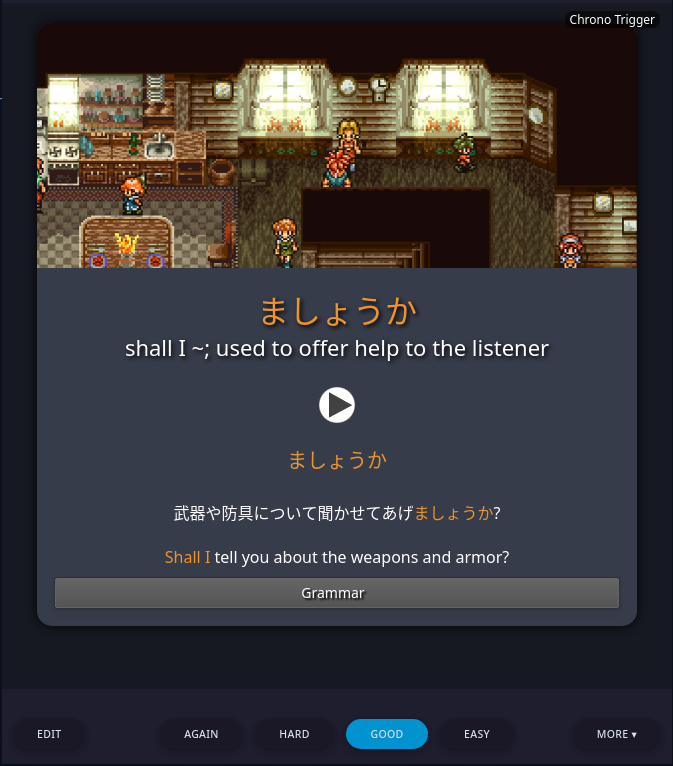 Chrono Trigger
ましょうか
shall I ~; used to offer help to the listener
ましょうか
武器や防具について聞かせてあげましょうか?
Shall I tell you about the weapons and armor?
Grammar
EDIT
AGAIN
HARD
GOOD
EASY
MORE ▾